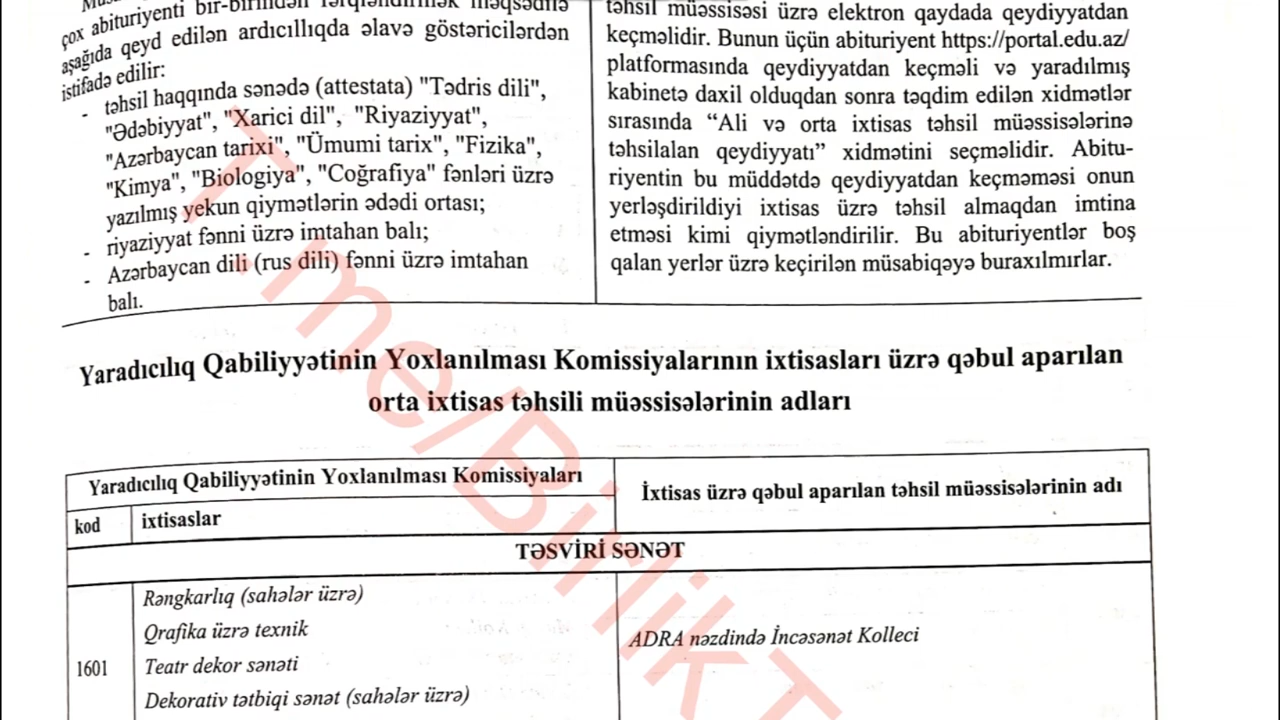 çox abituriyenti bir-birindən fərqləndirmək məqsədilə
aşağıda qeyd edilən ardıcıllıqda əlavə göstəricilərdən
istifadə edilir:
- təhsil haqqında sənədə (attestata) "Tədris dili",
"Ədəbiyyat", "Xarici dil", "Riyaziyyat",
"Azərbaycan tarixi", "Ümumi tarix", "Fizika",
"Kimya", "Biologiya", "Coğrafiya" fənləri üzrə
yazılmış yekun qiymətlərin ədədi ortası;
- riyaziyyat fənni üzrə imtahan balı;
- Azərbaycan dili (rus dili) fənni üzrə imtahan
balı.
təhsil müəssisəsi üzrə elektron qaydada qeydiyyatdan
keçməlidir. Bunun üçün abituriyent https://portal.edu.az/
platformasında qeydiyyatdan keçməli və yaradılmış
kabinetə daxil olduqdan sonra təqdim edilən xidmətlər
sırasında “Ali və orta ixtisas təhsil müəssisələrinə
təhsilalan qeydiyyatı” xidmətini seçməlidir. Abitu-
riyentin bu müddətdə qeydiyyatdan keçməməsi onun
yerləşdirildiyi ixtisas üzrə təhsil almaqdan imtina
etməsi kimi qiymətləndirilir. Bu abituriyentlər boş
qalan yerlər üzrə keçirilən müsabiqəyə buraxılmırlar.
Yaradıcılıq Qabiliyyətinin Yoxlanılması Komissiyalarının ixtisasları üzrə qəbul aparılan
orta ixtisas təhsili müəssisələrinin adları
Yaradıcılıq Qabiliyyətinin Yoxlanılması Komissiyaları
İxtisas üzrə qəbul aparılan təhsil müəssisələrinin adı
kod
ixtisaslar
TƏSVİRİ SƏNƏT
1601
Rəngkarlıq (sahələr üzrə)
Qrafika üzrə texnik
Teatr dekor sənəti
Dekorativ tətbiqi sənət (sahələr üzrə)
ADRA nəzdində İncəsənət Kolleci
T.me/BirlikT